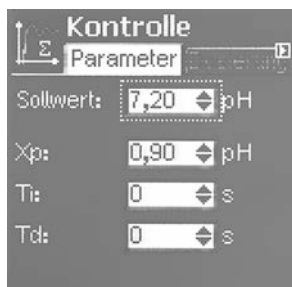 Kontrolle
Parameter
Sollwert: 7,20 pH
Xp: 0,90 pH
Ti: 0 s
Td: 0 s